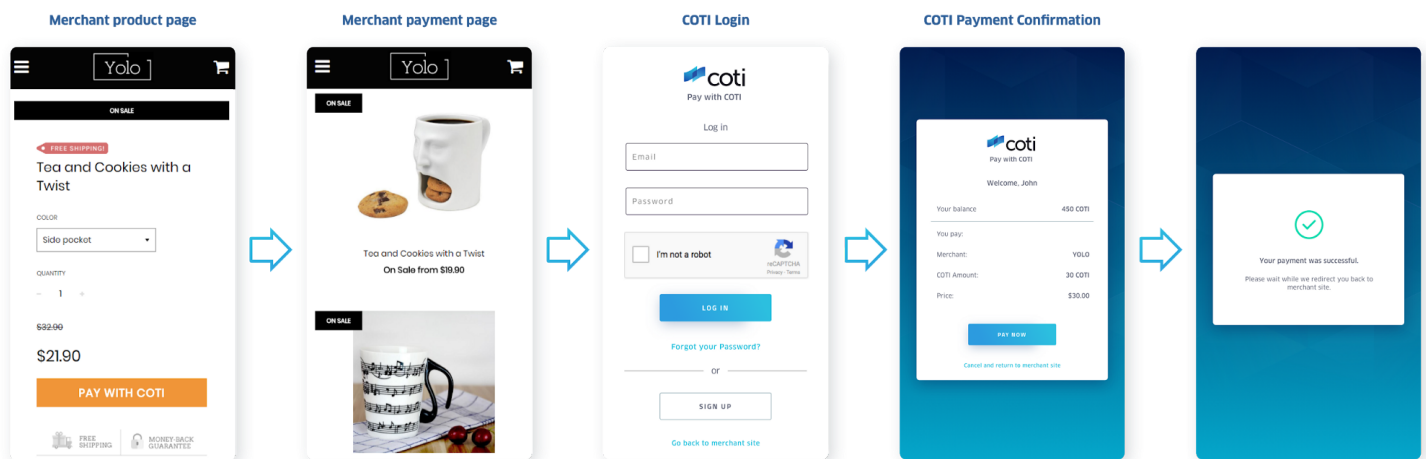 Merchant product page
Merchant payment page
COTI Login
COTI Payment Confirmation
Yolo
ON SALE
FREE SHIPPING!
Tea and Cookies with a
Twist
COLOR
Side pocket
QUANTITY
- 1 +
$32.90
$21.90
PAY WITH COTI
FREE
SHIPPING
MONEY-BACK
GUARANTEE
Yolo
ON SALE
Tea and Cookies with a Twist
On Sale from $19.90
ON SALE
coti
Pay with COTI
Log in
Email
Password
I'm not a robot
reCAPTCHA
Privacy - Terms
LOG IN
Forgot your Password?
or
SIGN UP
Go back to merchant site
coti
Pay with COTI
Welcome, John
Your balance 450 COTI
You pay:
Merchant: YOLO
COTI Amount: 30 COTI
Price: $30.00
PAY NOW
Cancel and return to merchant site
Your payment was successful.
Please wait while we redirect you back to
merchant site.